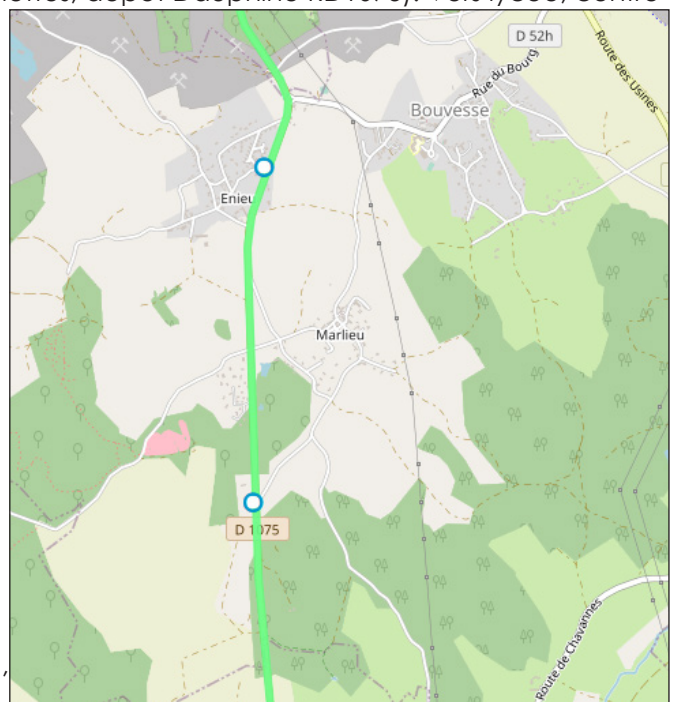 D 52h
Rue du Bourg
Route des Usines
Bouvesse
Enieu
Marlieu
D 1075
Route de Chavannes
,